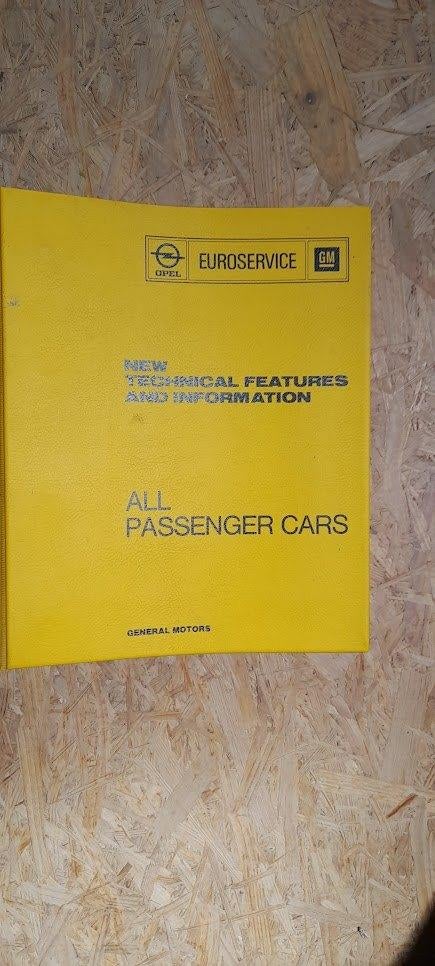 OPEL
EUROSERVICE
GM
NEW
TECHNICAL FEATURES
AND INFORMATION
ALL
PASSENGER CARS
GENERAL MOTORS